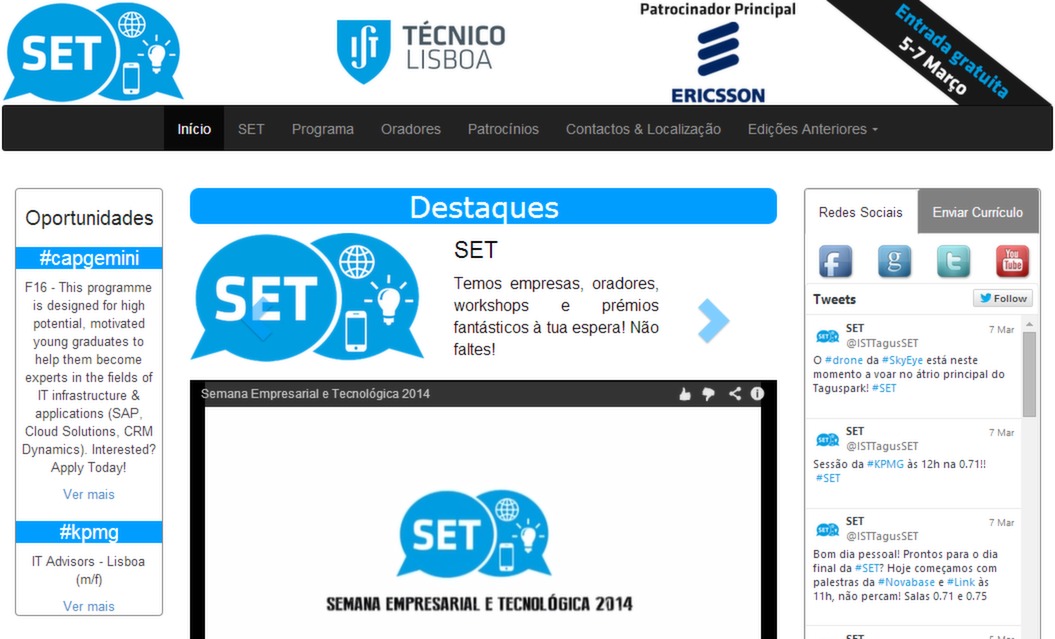 SET
TÉCNICO
LISBOA
Patrocinador Principal
ERICSSON
Entrada gratuita
5-7 Março
Início SET Programa Oradores Patrocínios Contactos & Localização Edições Anteriores
Oportunidades
#capgemini
F16 - This programme
is designed for high
potential, motivated
young graduates to
help them become
experts in the fields of
IT infrastructure &
applications (SAP,
Cloud Solutions, CRM
Dynamics). Interested?
Apply Today!
Ver mais
#kpmg
IT Advisors - Lisboa
(m/f)
Ver mais
Destaques
SET
SET
Temos empresas, oradores,
workshops e prémios
fantásticos à tua espera! Não
faltes!
Semana Empresarial e Tecnológica 2014
SET
SEMANA EMPRESARIAL E TECNOLÓGICA 2014
Redes Sociais Enviar Currículo
f g t You Tube
Tweets Follow
SET 7 Mar
@ISTTagusSET
O #drone da #SkyEye está neste
momento a voar no átrio principal do
Taguspark! #SET
SET 7 Mar
@ISTTagusSET
Sessão da #KPMG às 12h na 0.71!!
#SET
SET 7 Mar
@ISTTagusSET
Bom dia pessoal! Prontos para o dia
final da #SET? Hoje começamos com
palestras da #Novabase e #Link às
11h, não percam! Salas 0.71 e 0.75
SET